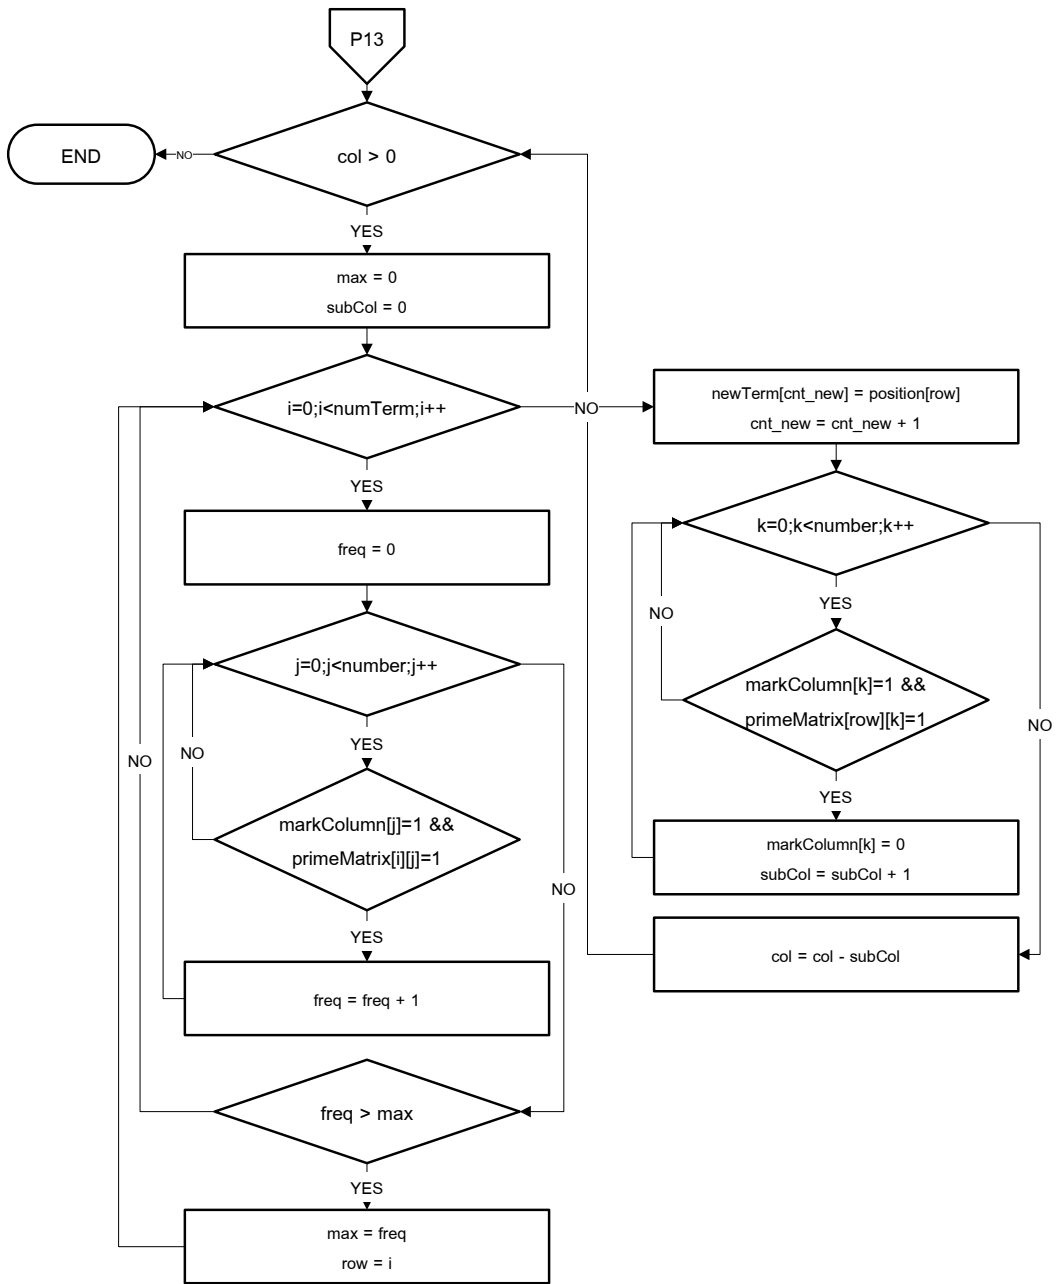 P13
END
NO
col > 0
YES
max = 0
subCol = 0
i=0;i<numTerm;i++
NO
YES
freq = 0
j=0;j<number;j++
YES
NO
NO
markColumn[j]=1 &&
primeMatrix[i][j]=1
NO
YES
freq = freq + 1
freq > max
YES
max = freq
row = i
newTerm[cnt_new] = position[row]
cnt_new = cnt_new + 1
k=0;k<number;k++
YES
NO
markColumn[k]=1 &&
primeMatrix[row][k]=1
NO
YES
markColumn[k] = 0
subCol = subCol + 1
col = col - subCol